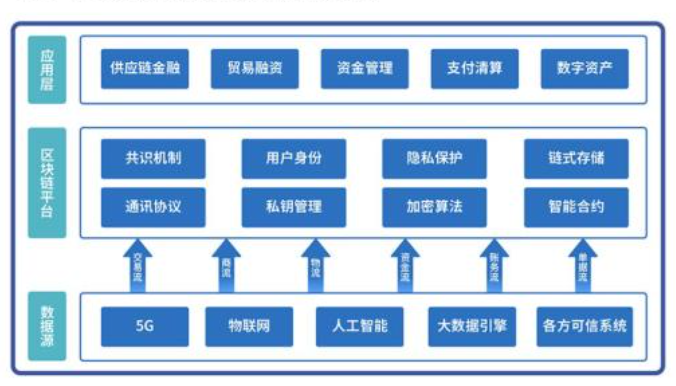 应用层
供应链金融 贸易融资 资金管理 支付清算 数字资产
区块链平台
共识机制 用户身份 隐私保护 链式存储
通讯协议 私钥管理 加密算法 智能合约
交易流 商流 物流 资金流 账务流 单据流
数据源
5G 物联网 人工智能 大数据引擎 各方可信系统